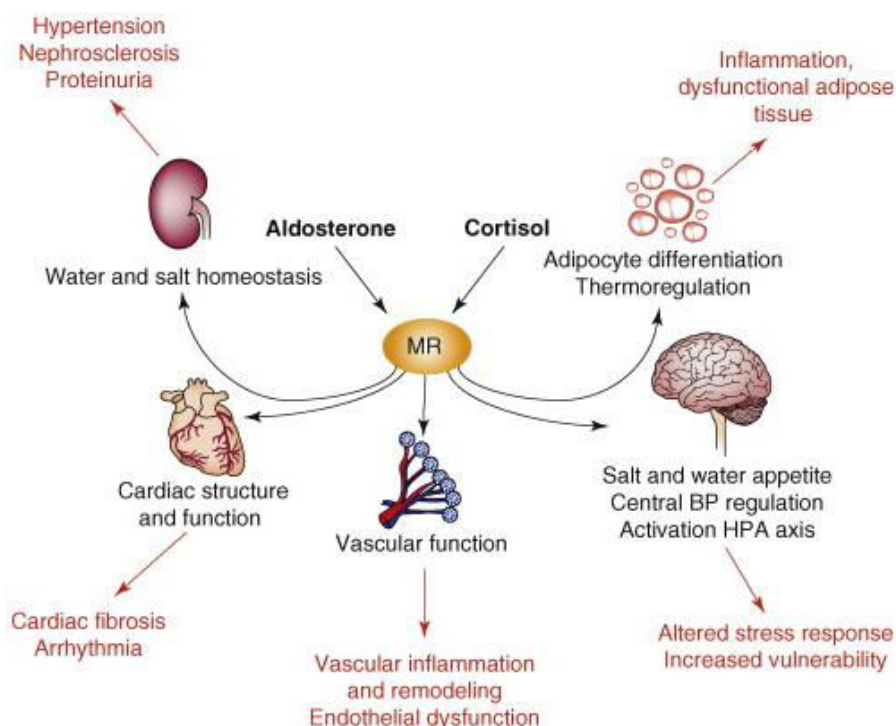 Hypertension
Nephrosclerosis
Proteinuria
Inflammation,
dysfunctional adipose
tissue
Aldosterone
Cortisol
Water and salt homeostasis
Adipocyte differentiation
Thermoregulation
MR
Cardiac structure
and function
Vascular function
Salt and water appetite
Central BP regulation
Activation HPA axis
Cardiac fibrosis
Arrhythmia
Vascular inflammation
and remodeling
Endothelial dysfunction
Altered stress response
Increased vulnerability